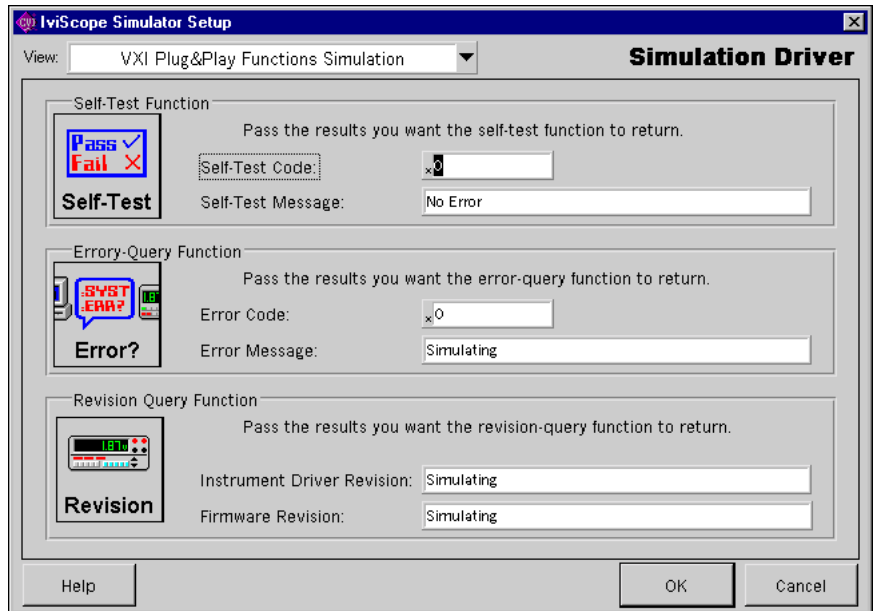 CVI IviScope Simulator Setup
View: VXI Plug&Play Functions Simulation
Simulation Driver
Self-Test Function
Pass the results you want the self-test function to return.
Pass
Fail
Self-Test
Self-Test Code: x0
Self-Test Message: No Error
Errory-Query Function
Pass the results you want the error-query function to return.
:SYST
:ERR?
Error?
Error Code: x0
Error Message: Simulating
Revision Query Function
Pass the results you want the revision-query function to return.
Revision
Instrument Driver Revision: Simulating
Firmware Revision: Simulating
Help
OK
Cancel